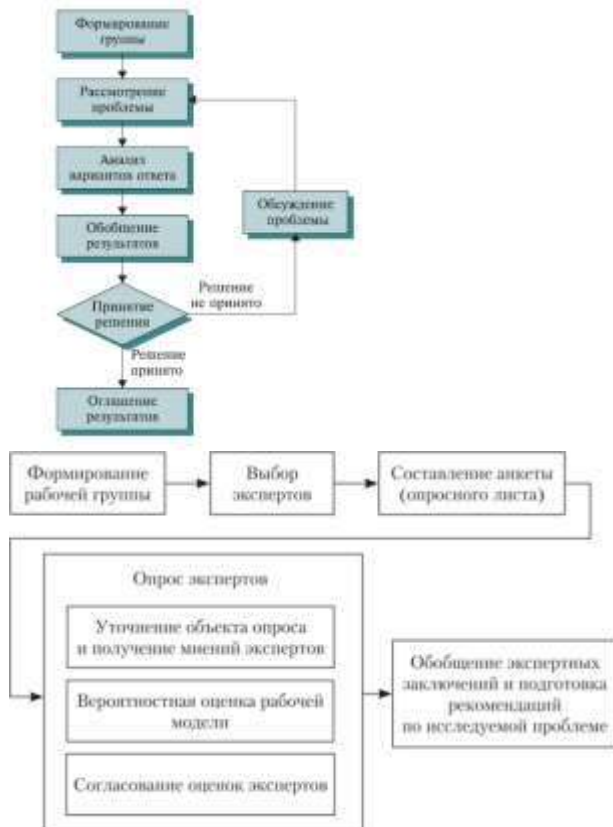 Формирование
группы
Рассмотрение
проблемы
Анализ
вариантов ответа
Обсуждение
проблемы
Обобщение
результатов
Решение
не принято
Принятие
решения
Решение
принято
Оглашение
результатов
Формирование
рабочей группы
Выбор
экспертов
Составление анкеты
(опросного листа)
Опрос экспертов
Уточнение объекта опроса
и получение мнений экспертов
Вероятностная оценка рабочей
модели
Согласование оценок экспертов
Обобщение экспертных
заключений и подготовка
рекомендаций
по исследуемой проблеме